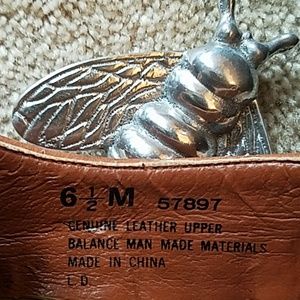 6 ½ M 57897
GENUINE LEATHER UPPER
BALANCE MAN MADE MATERIALS
MADE IN CHINA
L D